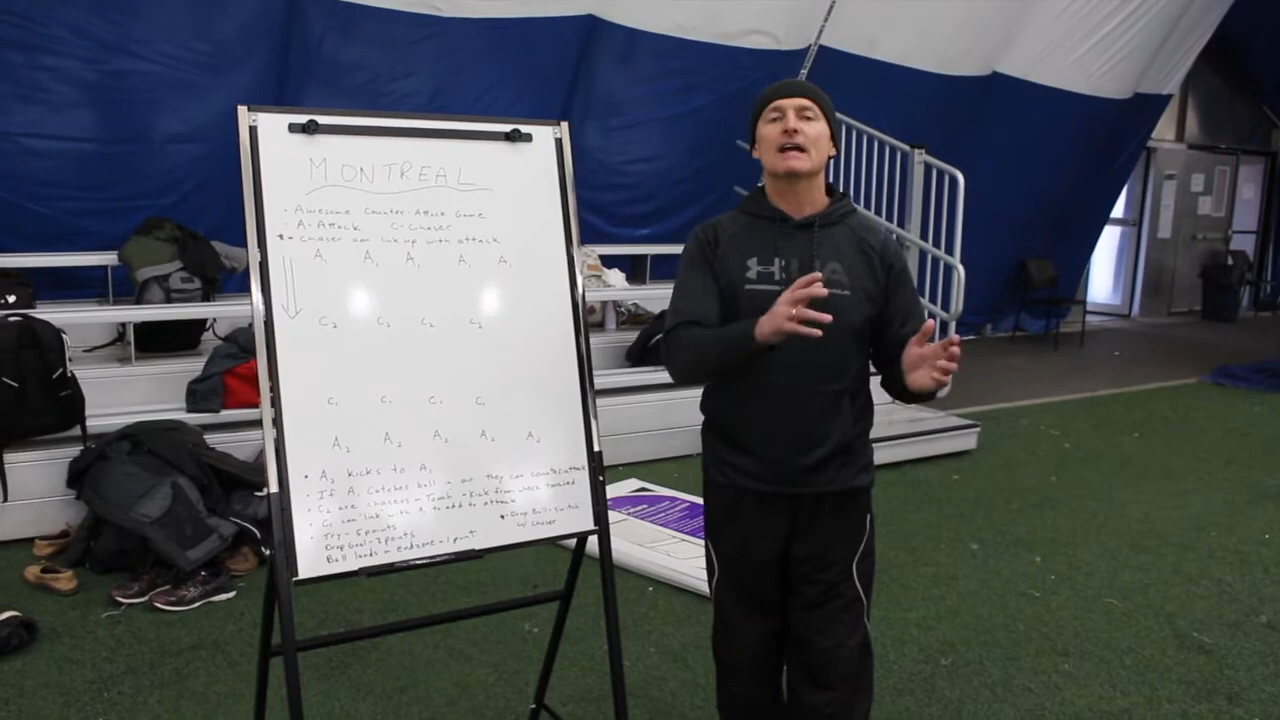 MONTREAL
• Awesome Counter-Attack Game
- A-Attack C-Chaser
* - Chaser can link up with attack
A₁ A₁ A₁ A₁ A₁
C₂ C₂ C₂ C₂
C₁ C₁ C₁ C₁
A₂ A₂ A₂ A₂ A₂
• A₂ kicks to A₁
• If A₁ Catches ball in air they can counterattack
• C₂ are chasers - Touch - Kick from where touched
• C₁ can link with A₁ to add to attack
• Try - 5 points
Drop Goal - 3 points
Ball lands in endzone - 1 point
* Drop Ball - Switch
w/ Chaser